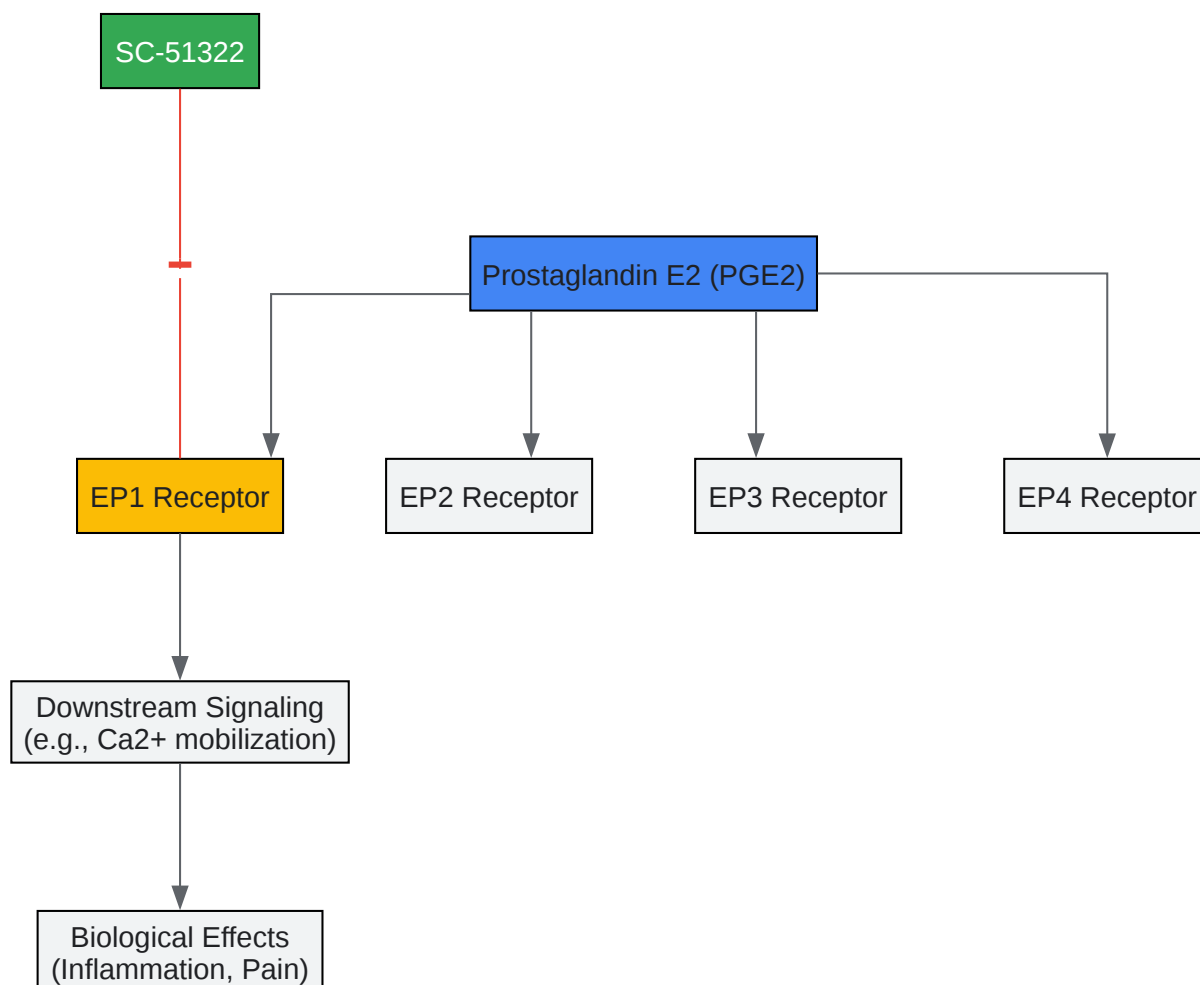 SC-51322
Prostaglandin E2 (PGE2)
EP1 Receptor
EP2 Receptor
EP3 Receptor
EP4 Receptor
Downstream Signaling
(e.g., Ca2+ mobilization)
Biological Effects
(Inflammation, Pain)